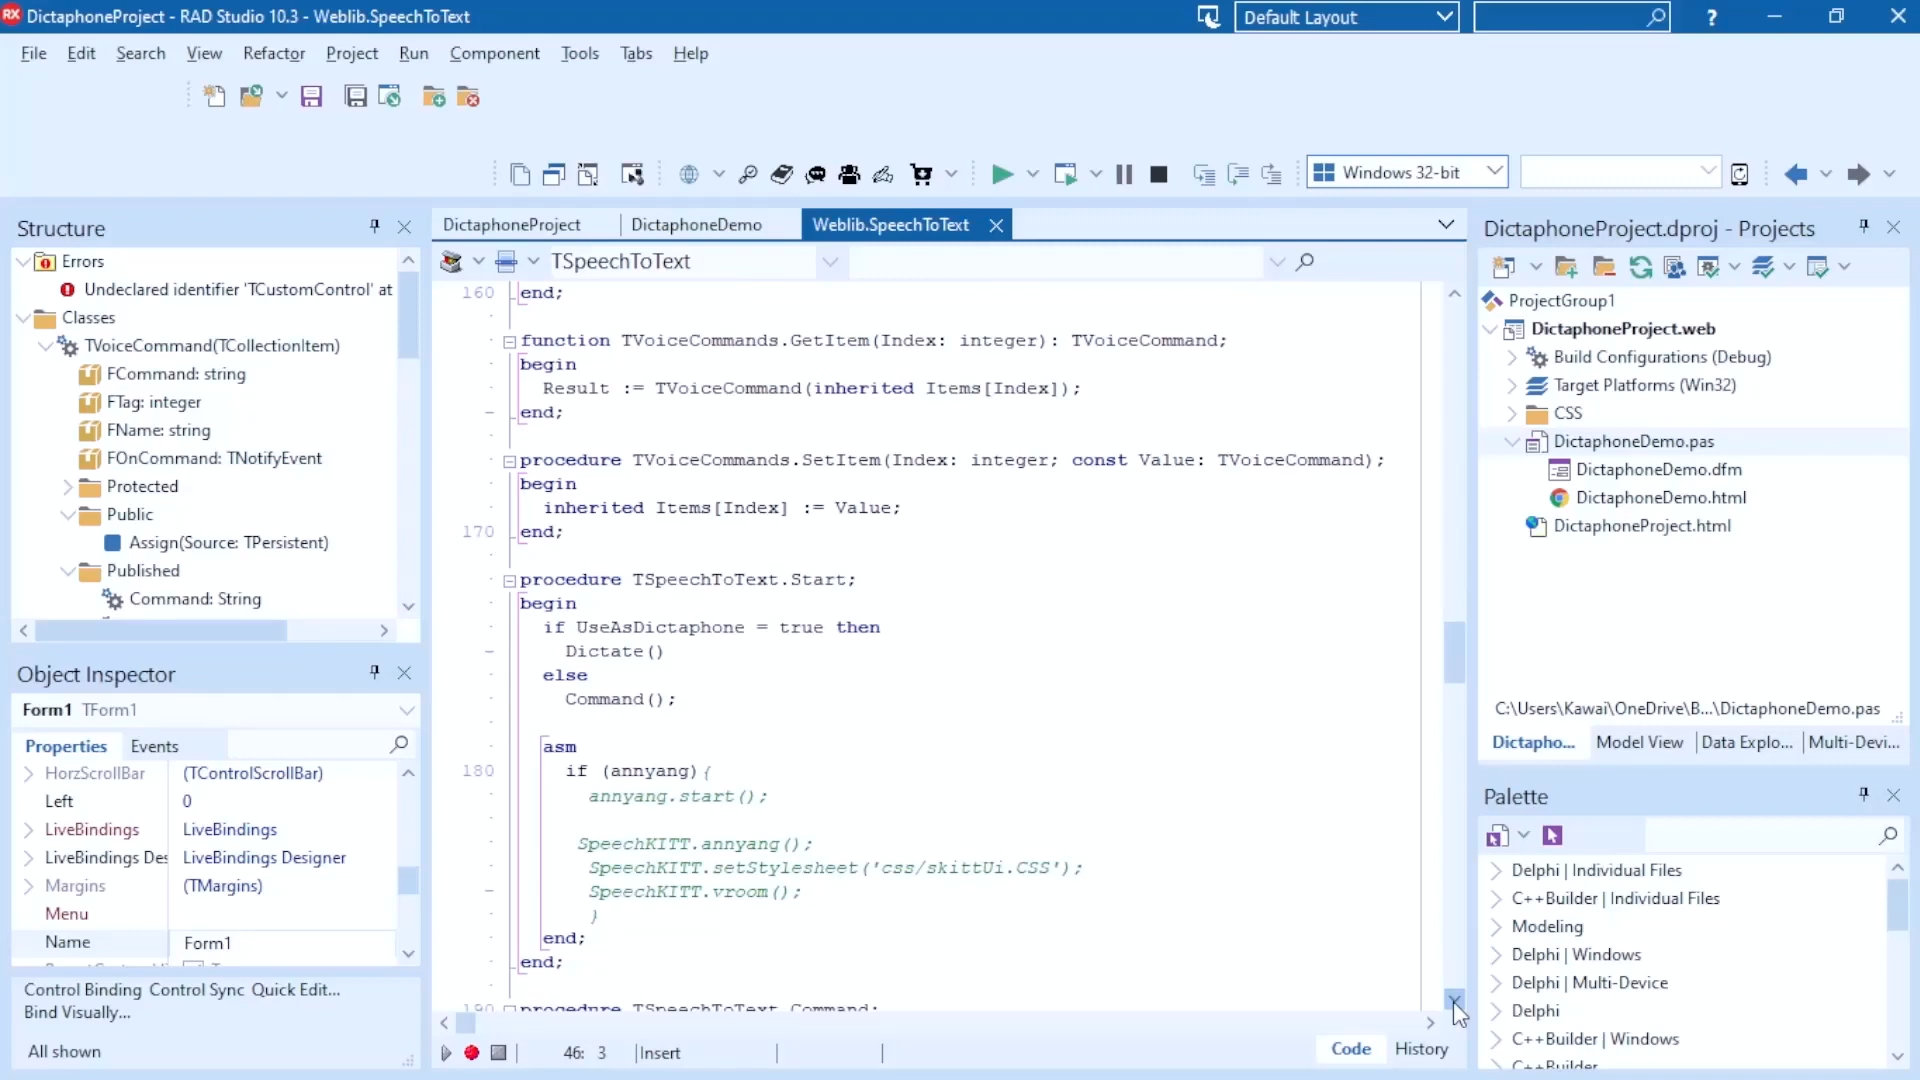 DictaphoneProject - RAD Studio 10.3 - Weblib.SpeechToText
Default Layout
?
File Edit Search View Refactor Project Run Component Tools Tabs Help
Windows 32-bit
Structure
Errors
Undeclared identifier 'TCustomControl' at
Classes
TVoiceCommand(TCollectionItem)
FCommand: string
FTag: integer
FName: string
FOnCommand: TNotifyEvent
Protected
Public
Assign(Source: TPersistent)
Published
Command: String
Object Inspector
Form1 TForm1
Properties Events
HorzScrollBar (TControlScrollBar)
Left 0
LiveBindings LiveBindings
LiveBindings Des LiveBindings Designer
Margins (TMargins)
Menu
Name Form1
Control Binding Control Sync Quick Edit...
Bind Visually...
All shown
DictaphoneProject DictaphoneDemo Weblib.SpeechToText
TSpeechToText
160 end;
function TVoiceCommands.GetItem(Index: integer): TVoiceCommand;
begin
Result := TVoiceCommand(inherited Items[Index]);
end;
procedure TVoiceCommands.SetItem(Index: integer; const Value: TVoiceCommand);
begin
inherited Items[Index] := Value;
170 end;
procedure TSpeechToText.Start;
begin
if UseAsDictaphone = true then
Dictate()
else
Command();
asm
180 if (annyang){
annyang.start();
SpeechKITT.annyang();
SpeechKITT.setStylesheet('css/skittUi.CSS');
SpeechKITT.vroom();
}
end;
end;
190 procedure TSpeechToText.Command;
46: 3 Insert
Code History
DictaphoneProject.dproj - Projects
ProjectGroup1
DictaphoneProject.web
Build Configurations (Debug)
Target Platforms (Win32)
CSS
DictaphoneDemo.pas
DictaphoneDemo.dfm
DictaphoneDemo.html
DictaphoneProject.html
C:\Users\Kawai\OneDrive\B...\DictaphoneDemo.pas
Dictapho... Model View Data Explo... Multi-Devi...
Palette
Delphi | Individual Files
C++Builder | Individual Files
Modeling
Delphi | Windows
Delphi | Multi-Device
Delphi
C++Builder | Windows
C++Builder